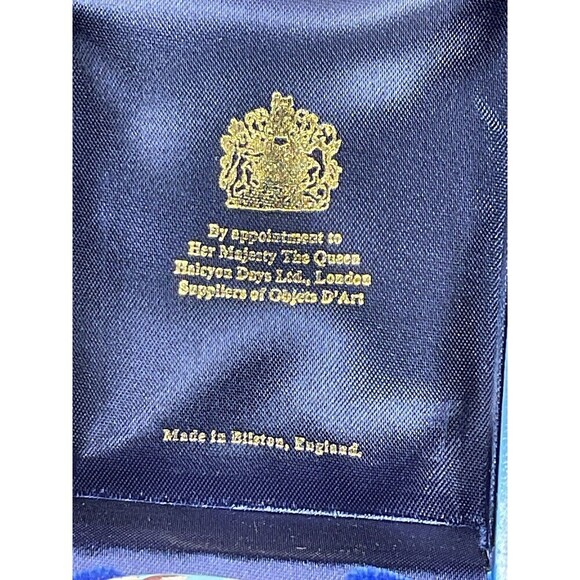 By appointment to
Her Majesty The Queen
Halcyon Days Ltd., London
Suppliers of Objets D'Art
Made in Bilston, England.